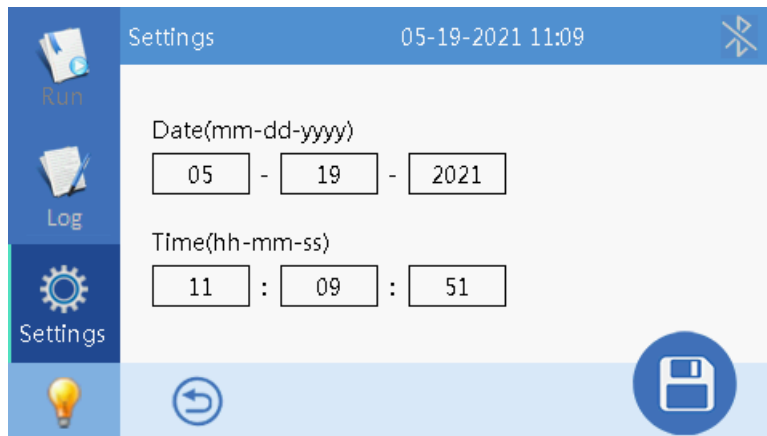 Settings 05-19-2021 11:09
Run
Date(mm-dd-yyyy)
05 - 19 - 2021
Log
Time(hh-mm-ss)
11 : 09 : 51
Settings